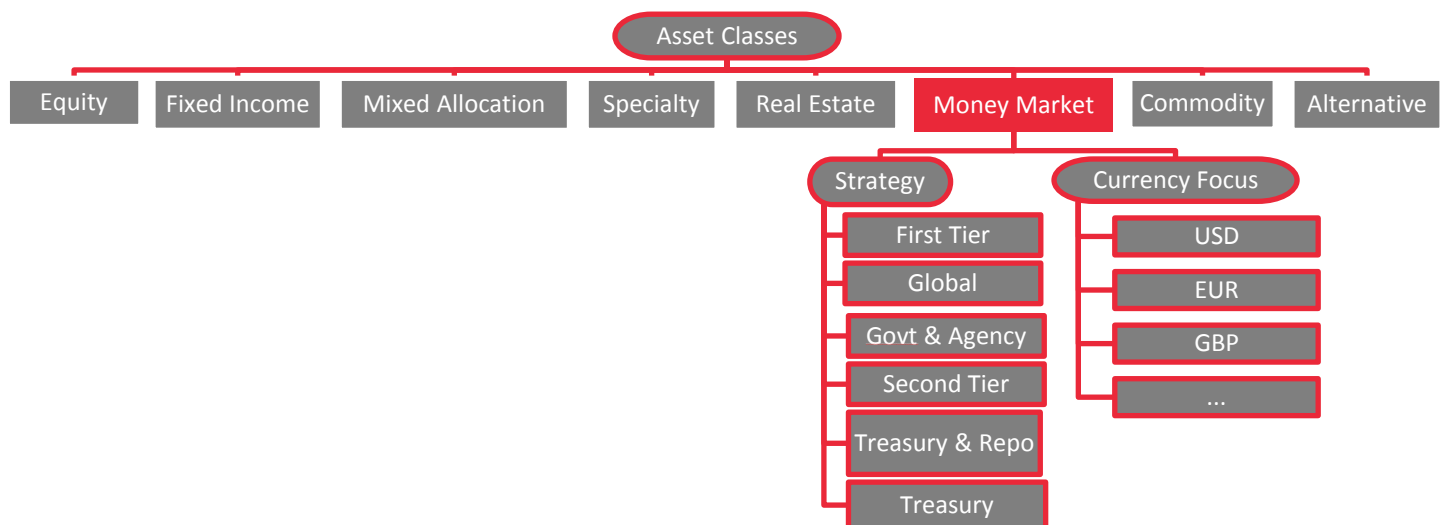 Asset Classes
Equity
Fixed Income
Mixed Allocation
Specialty
Real Estate
Money Market
Commodity
Alternative
Strategy
First Tier
Global
Govt & Agency
Second Tier
Treasury & Repo
Treasury
Currency Focus
USD
EUR
GBP
...